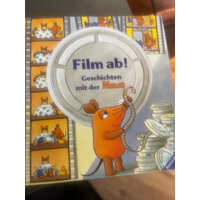 Film ab!
Geschichten
mit der Maus